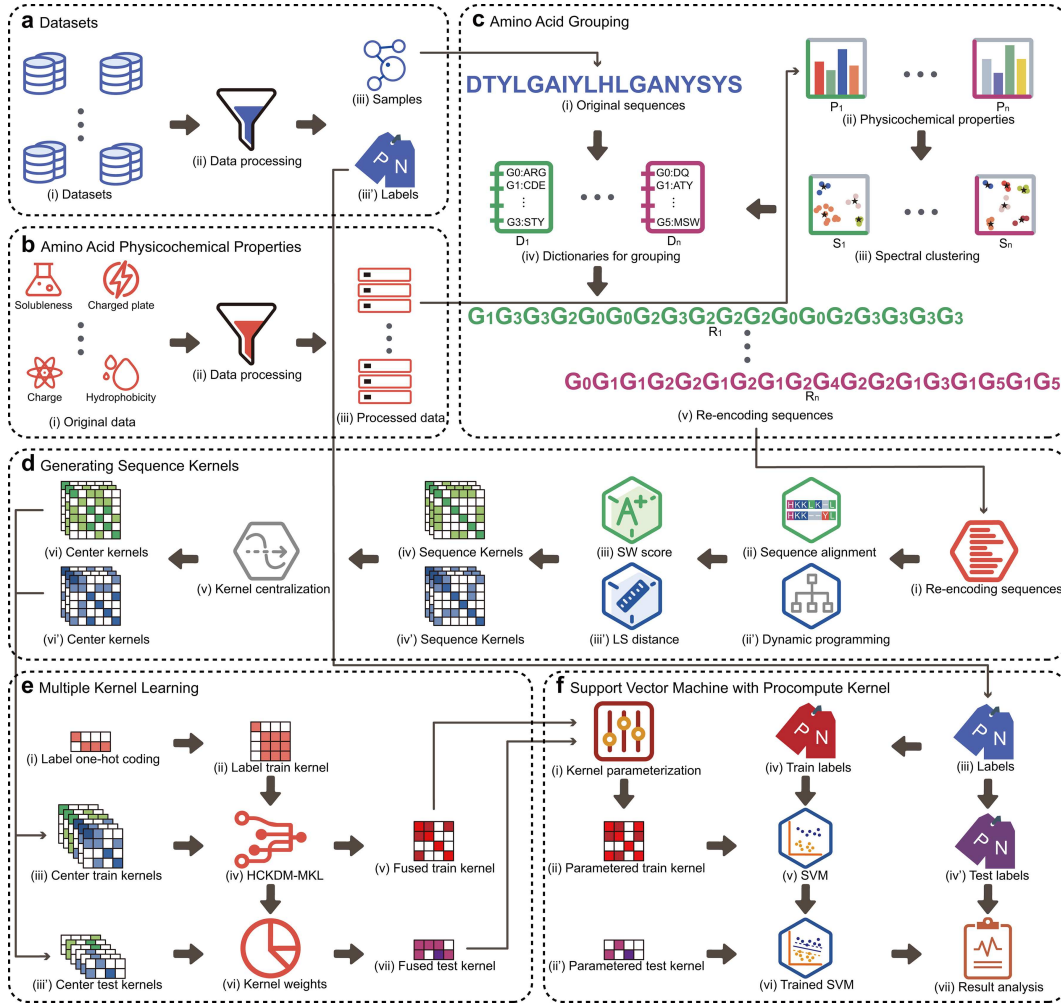 a Datasets
(i) Datasets
(ii) Data processing
(iii) Samples
P N
(iii') Labels
b Amino Acid Physicochemical Properties
Solubleness
Charged plate
Charge
Hydrophobicity
(i) Original data
(ii) Data processing
(iii) Processed data
c Amino Acid Grouping
DTYLGAIYLHLGANYSYS
(i) Original sequences
P1
Pn
(ii) Physicochemical properties
G0:ARG
G1:CDE
G3:STY
D1
G0:DQ
G1:ATY
G5:MSW
Dn
(iv) Dictionaries for grouping
S1
Sn
(iii) Spectral clustering
G1G3G3G2G0G0G2G3G2G2G2G0G0G2G3G3G3G3
R1
G0G1G1G2G2G1G2G1G2G4G2G2G1G3G1G5G1G5
Rn
(v) Re-encoding sequences
d Generating Sequence Kernels
(vi) Center kernels
(vi') Center kernels
(v) Kernel centralization
(iv) Sequence Kernels
(iv') Sequence Kernels
A+
(iii) SW score
(iii') LS distance
HKKLK--L
HKK---YL
(ii) Sequence alignment
(ii') Dynamic programming
(i) Re-encoding sequences
e Multiple Kernel Learning
(i) Label one-hot coding
(ii) Label train kernel
(iii) Center train kernels
(iv) HCKDM-MKL
(v) Fused train kernel
(iii') Center test kernels
(vi) Kernel weights
(vii) Fused test kernel
f Support Vector Machine with Procompute Kernel
(i) Kernel parameterization
P N
(iv) Train labels
P N
(iii) Labels
(ii) Parametered train kernel
(v) SVM
P N
(iv') Test labels
(ii') Parametered test kernel
(vi) Trained SVM
(vii) Result analysis